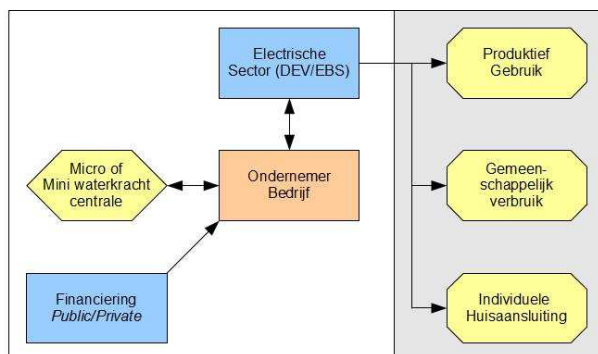 Electrische
Sector (DEV/EBS)
Produktief
Gebruik
Micro of
Mini waterkracht
centrale
Ondernemer
Bedrijf
Gemeen-
schappelijk
verbruik
Financiering
Public/Private
Individuele
Huisaansluiting